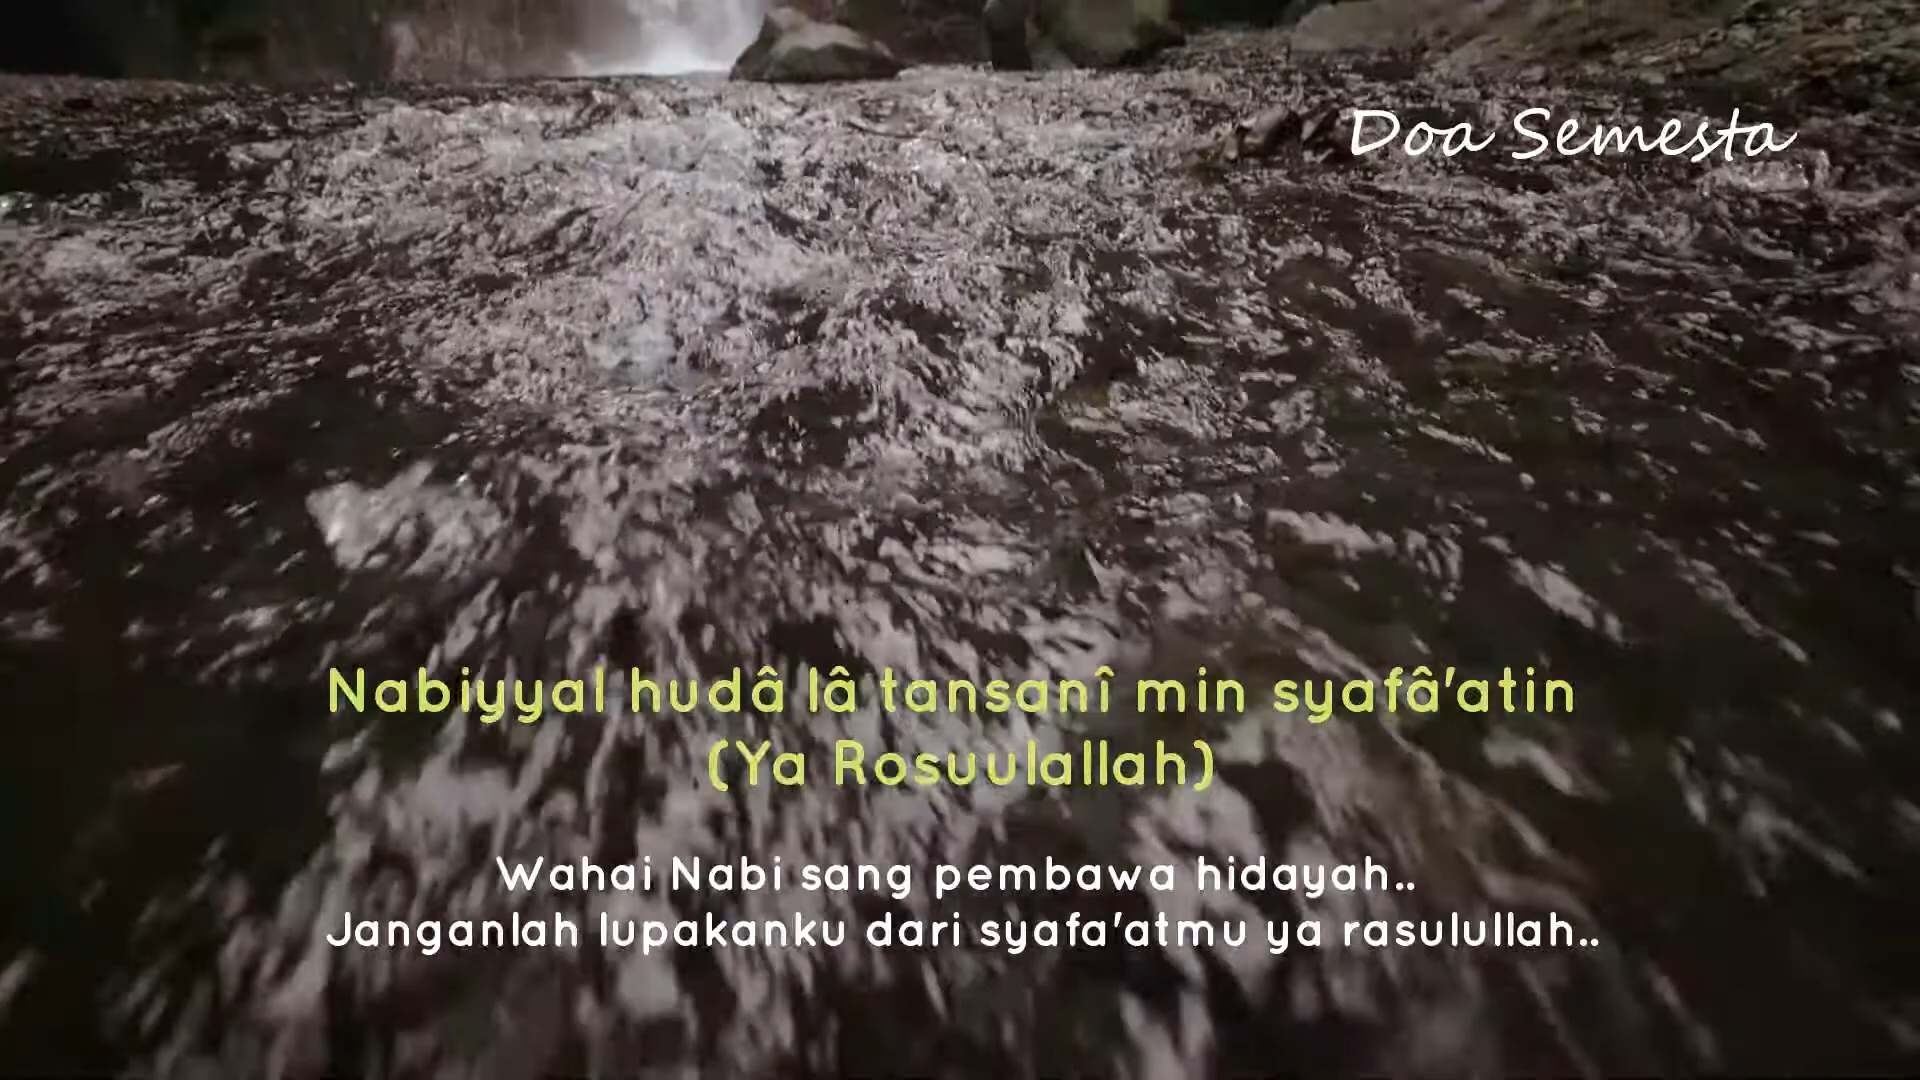 Doa Semesta
Nabiyyal hudâ lâ tansanî min syafâ'atin
(Ya Rosuulallah)
Wahai Nabi sang pembawa hidayah..
Janganlah lupakanku dari syafa'atmu ya rasulullah..